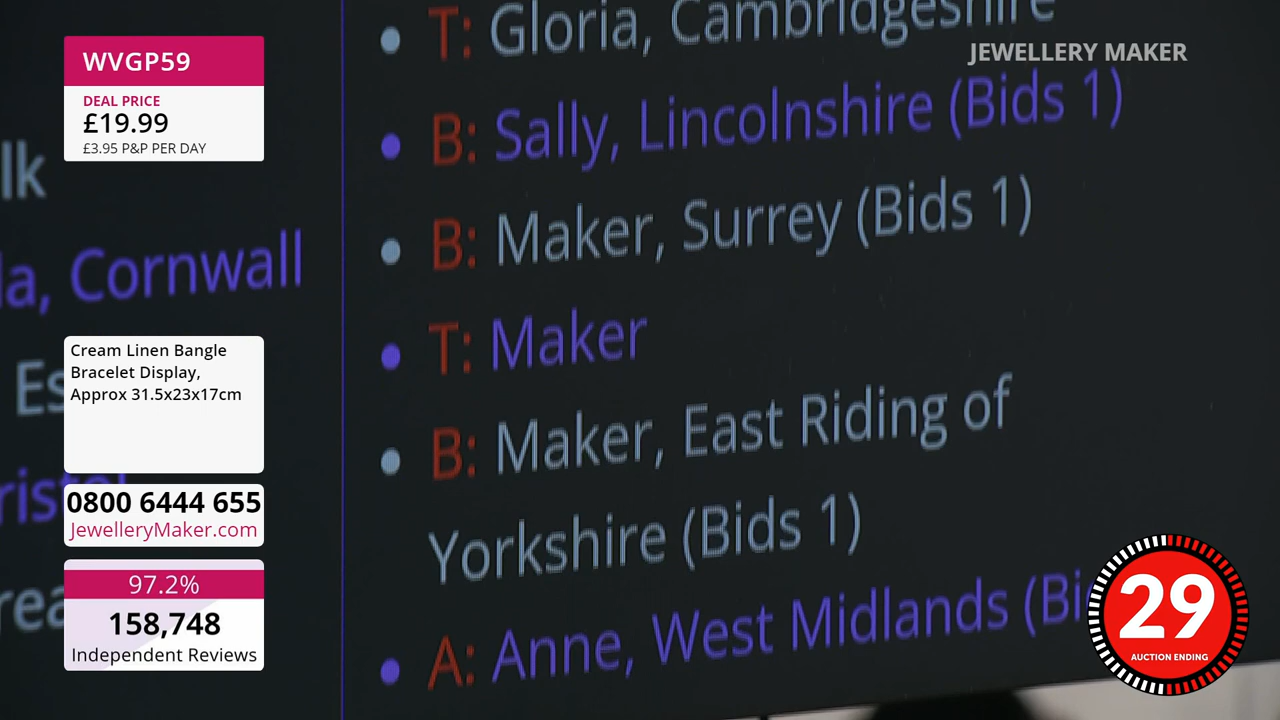 WVGP59
DEAL PRICE
£19.99
£3.95 P&P PER DAY
Cream Linen Bangle
Bracelet Display,
Approx 31.5x23x17cm
0800 6444 655
JewelleryMaker.com
97.2%
158,748
Independent Reviews
lk
Cornwall
T: Gloria, Cambridgeshire
B: Sally, Lincolnshire (Bids 1)
B: Maker, Surrey (Bids 1)
T: Maker
B: Maker, East Riding of
Yorkshire (Bids 1)
A: Anne, West Midlands
JEWELLERY MAKER
29
AUCTION ENDING